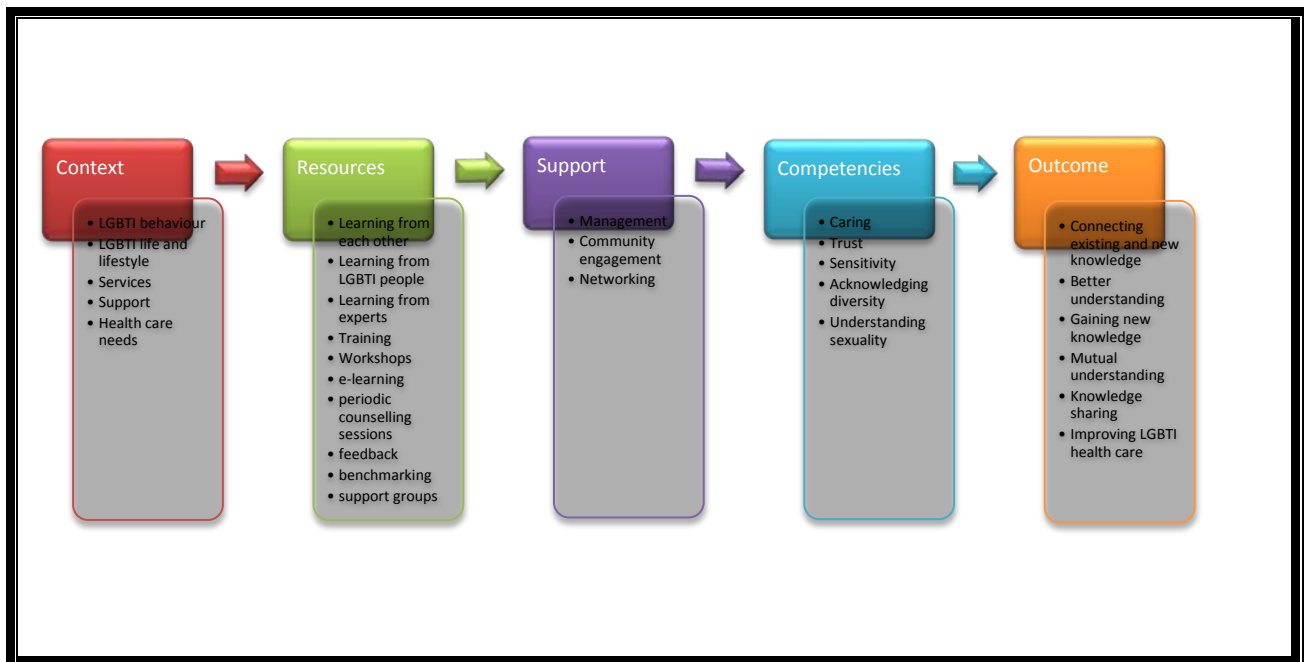 Context
• LGBTI behaviour
• LGBTI life and
lifestyle
• Services
• Support
• Health care
needs
Resources
• Learning from
each other
• Learning from
LGBTI people
• Learning from
experts
• Training
• Workshops
• e-learning
• periodic
counselling
sessions
• feedback
• benchmarking
• support groups
Support
• Management
• Community
engagement
• Networking
Competencies
• Caring
• Trust
• Sensitivity
• Acknowledging
diversity
• Understanding
sexuality
Outcome
• Connecting
existing and new
knowledge
• Better
understanding
• Gaining new
knowledge
• Mutual
understanding
• Knowledge
sharing
• Improving LGBTI
health care